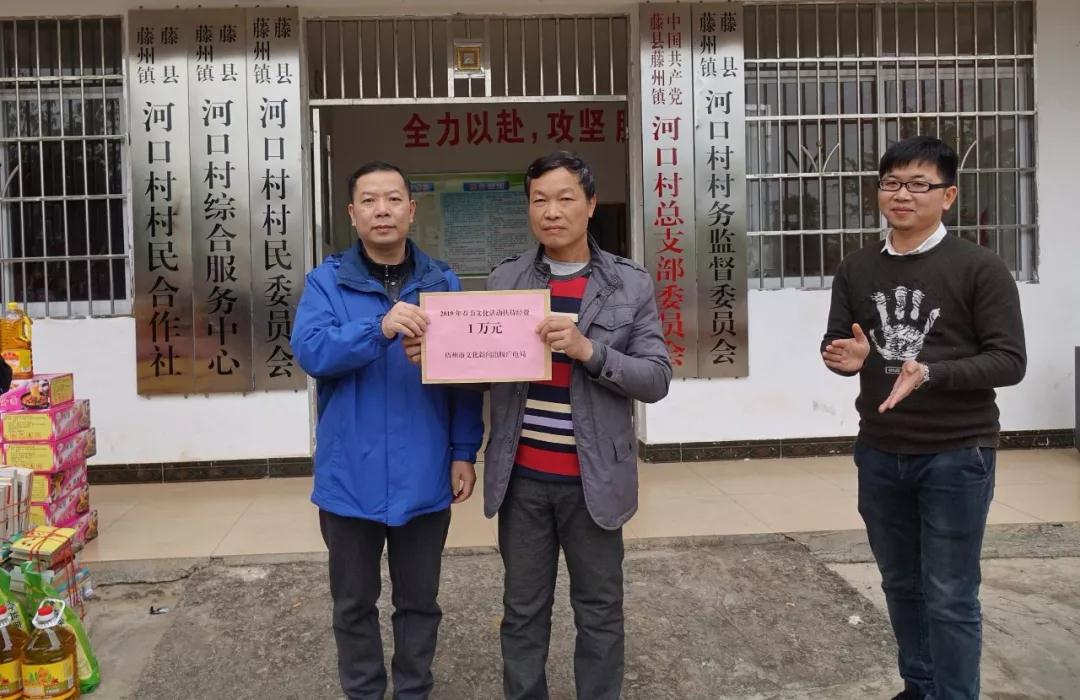 藤县
藤州镇
河口村村民合作社
藤县
藤州镇
河口村综合服务中心
藤县
藤州镇
河口村村民委员会
全力以赴，攻坚
中国共产党
藤县藤州镇
河口村总支部委员会
藤县
藤州镇
河口村村务监督委员会
2019年春节文化活动扶持经费
1万元
梧州市文化新闻出版广电局